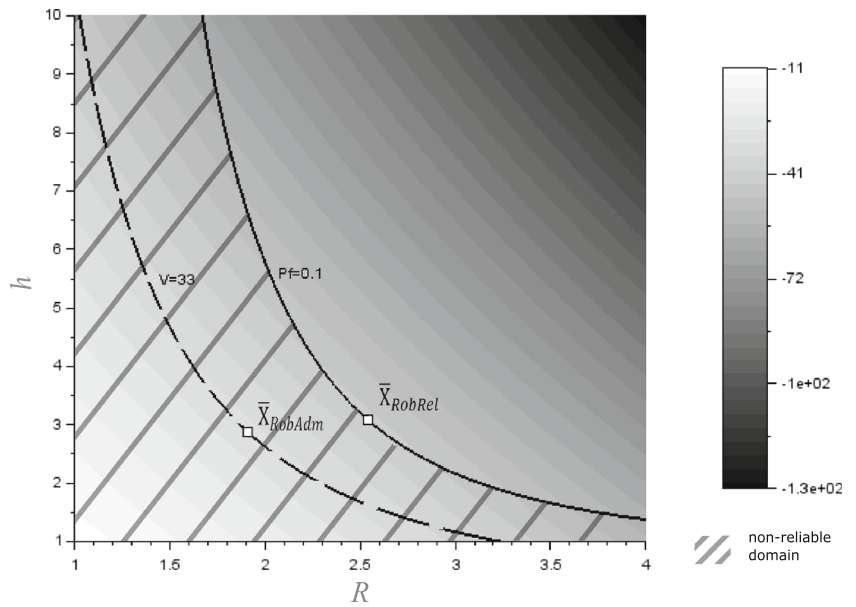 10
9
8
7
6
5
4
3
2
1
h
V=33
Pf=0.1
X̅RobRel
X̅RobAdm
1 1.5 2 2.5 3 3.5 4
R
-11
-41
-72
-1e+02
-1.3e+02
non-reliable
domain